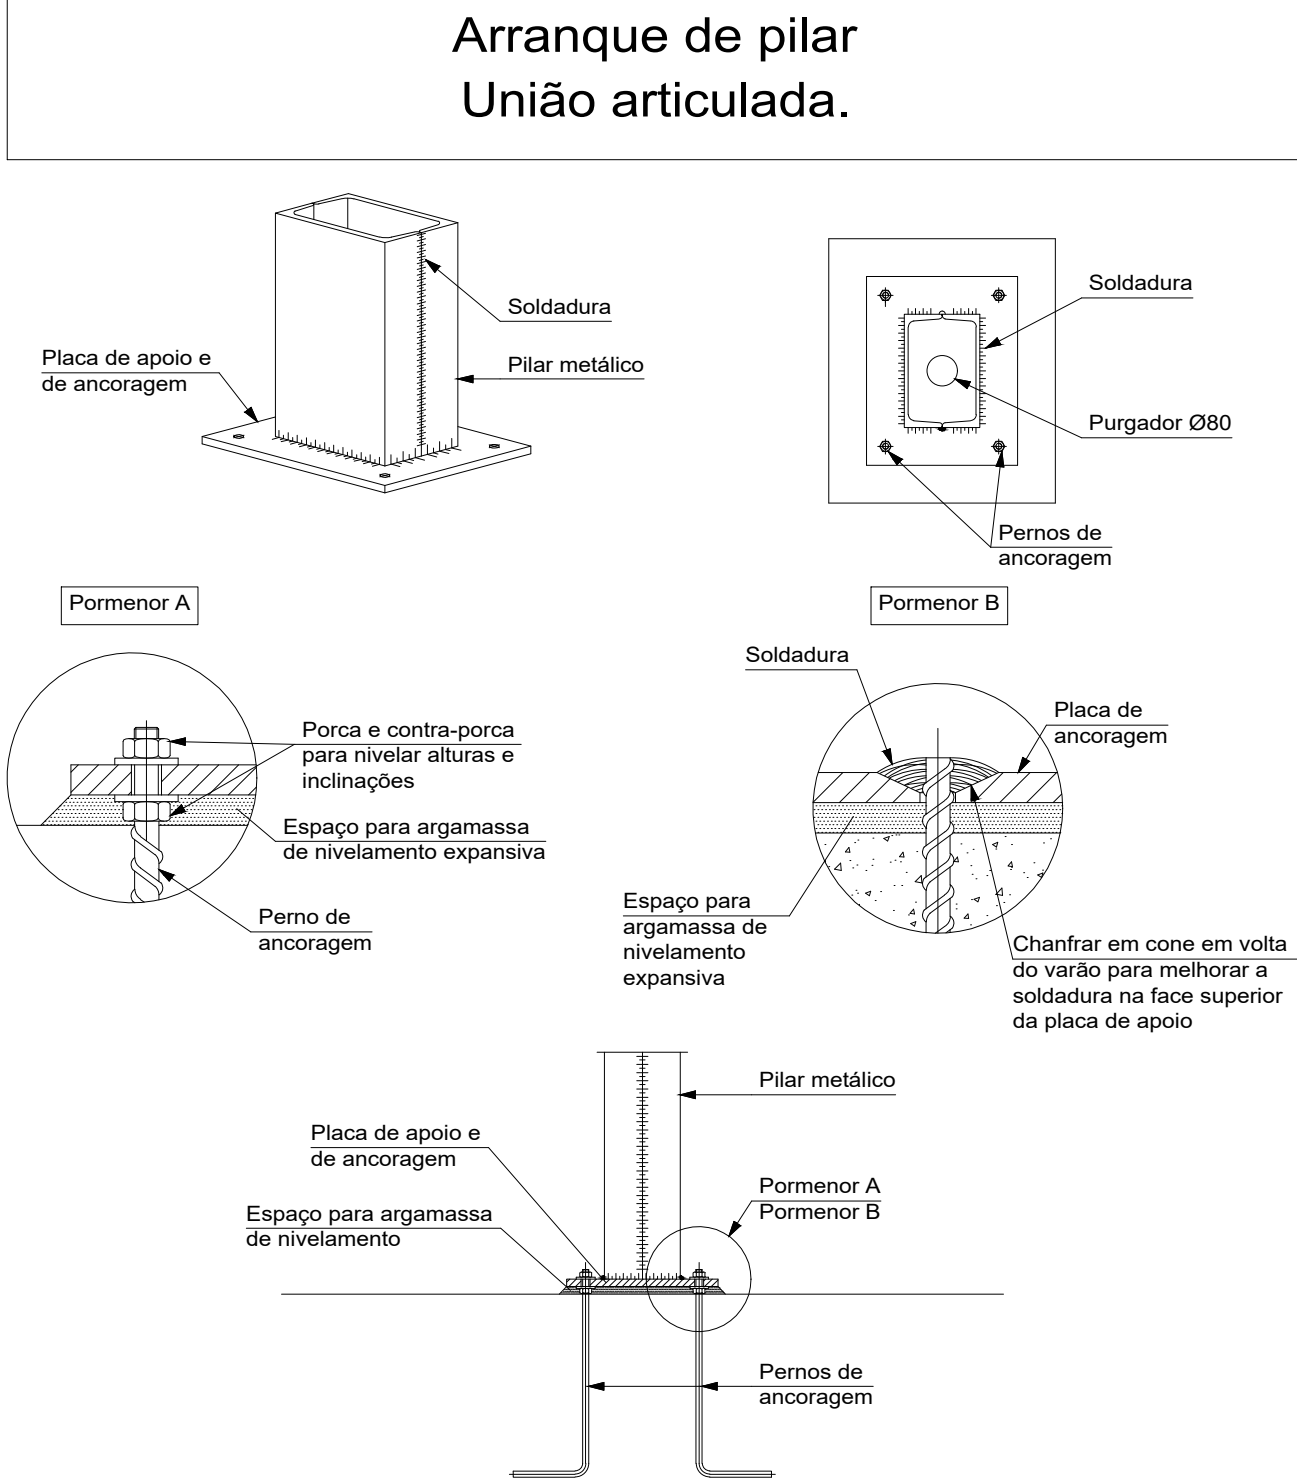 Arranque de pilar
União articulada.
Soldadura
Pilar metálico
Placa de apoio e
de ancoragem
Soldadura
Purgador Ø80
Pernos de
ancoragem
Pormenor A
Porca e contra-porca
para nivelar alturas e
inclinações
Espaço para argamassa
de nivelamento expansiva
Perno de
ancoragem
Pormenor B
Soldadura
Placa de
ancoragem
Espaço para
argamassa de
nivelamento
expansiva
Chanfrar em cone em volta
do varão para melhorar a
soldadura na face superior
da placa de apoio
Pilar metálico
Placa de apoio e
de ancoragem
Pormenor A
Pormenor B
Espaço para argamassa
de nivelamento
Pernos de
ancoragem